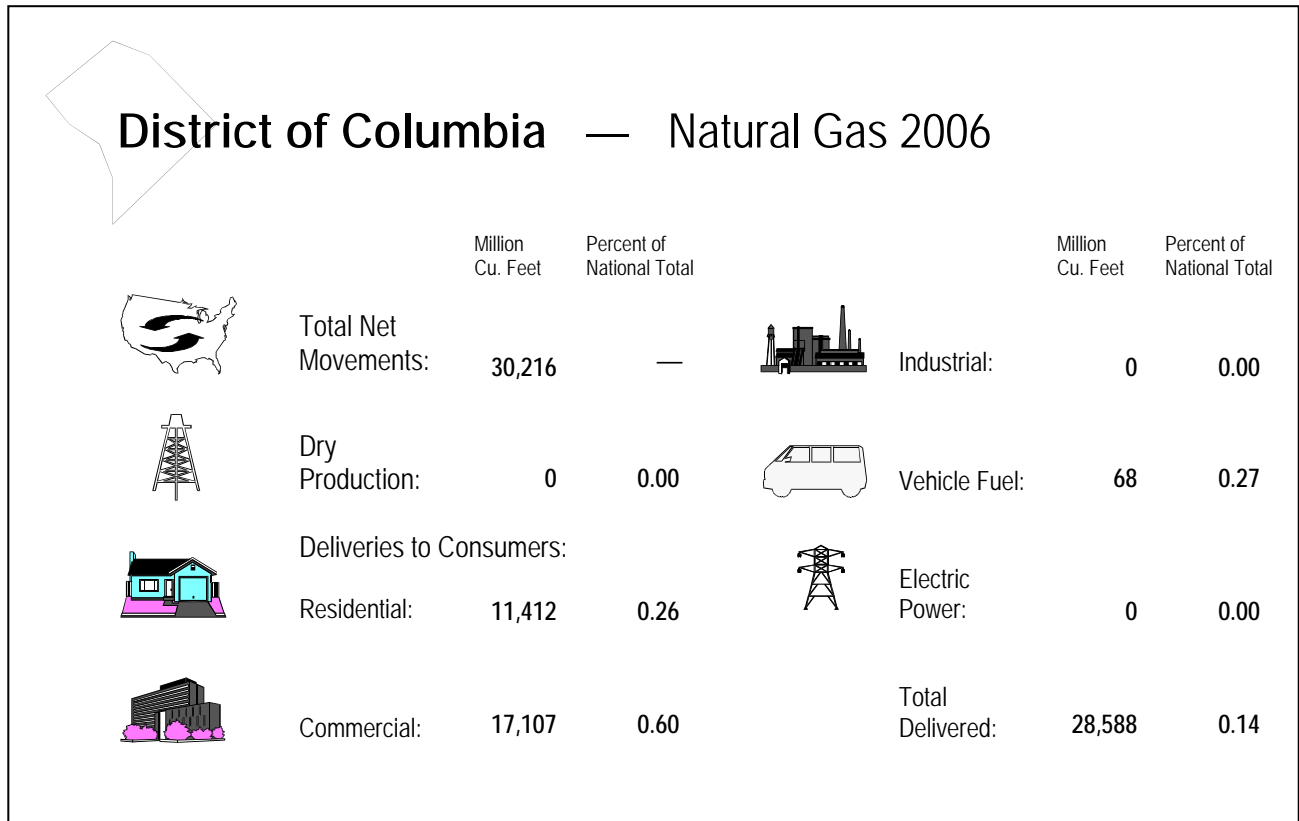 District of Columbia — Natural Gas 2006
Million Cu. Feet
Percent of National Total
Million Cu. Feet
Percent of National Total
Total Net Movements: 30,216 —
Industrial: 0 0.00
Dry Production: 0 0.00
Vehicle Fuel: 68 0.27
Deliveries to Consumers:
Residential: 11,412 0.26
Electric Power: 0 0.00
Commercial: 17,107 0.60
Total Delivered: 28,588 0.14